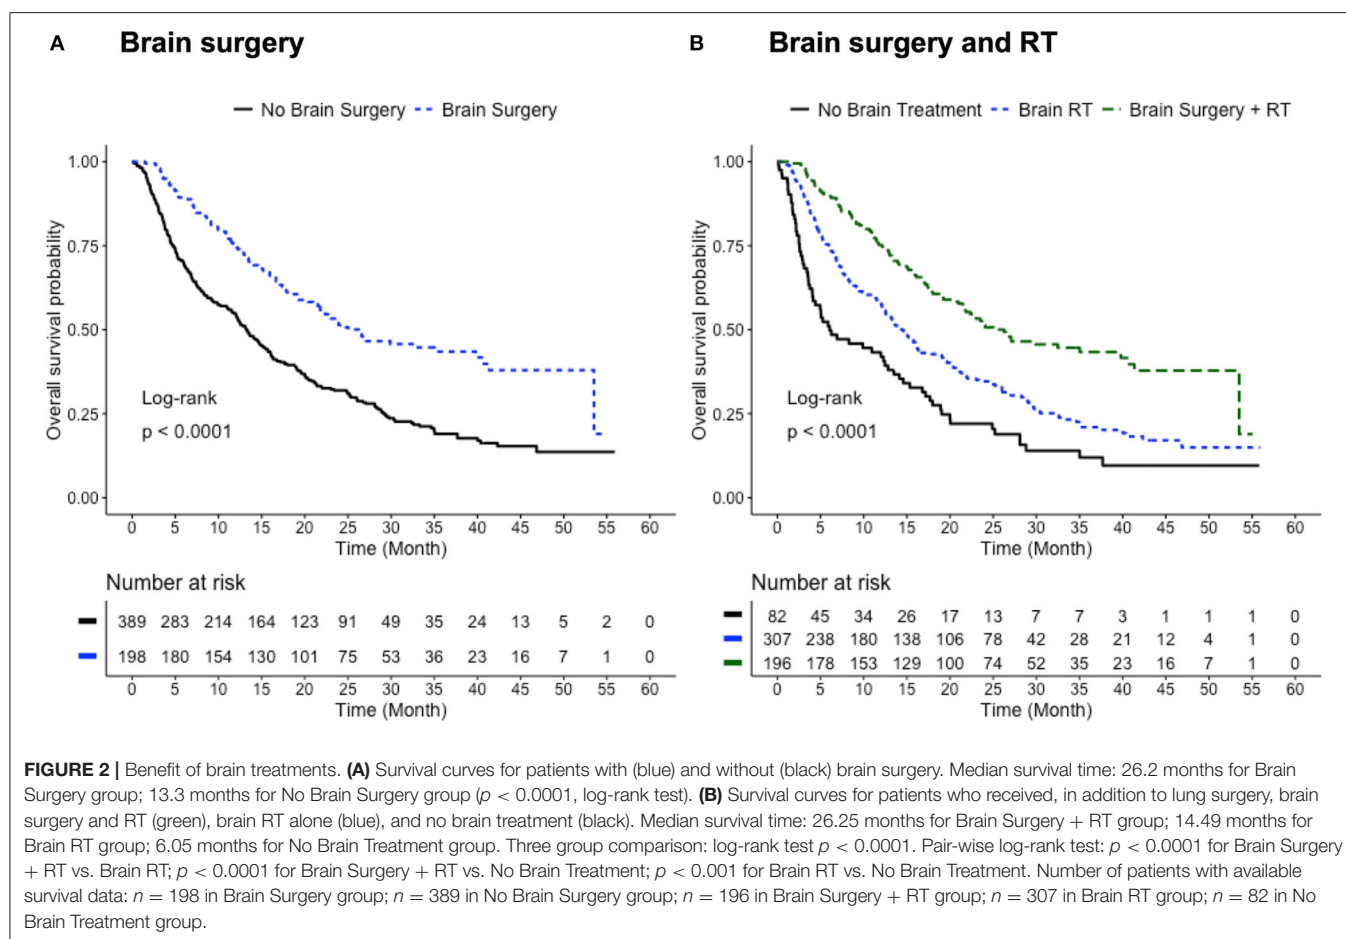 A Brain surgery
No Brain Surgery Brain Surgery
Overall survival probability
1.00
0.75
0.50
0.25
0.00
Log-rank
p < 0.0001
0 5 10 15 20 25 30 35 40 45 50 55 60
Time (Month)
Number at risk
389 283 214 164 123 91 49 35 24 13 5 2 0
198 180 154 130 101 75 53 36 23 16 7 1 0
0 5 10 15 20 25 30 35 40 45 50 55 60
Time (Month)
B Brain surgery and RT
No Brain Treatment Brain RT Brain Surgery + RT
Overall survival probability
1.00
0.75
0.50
0.25
0.00
Log-rank
p < 0.0001
0 5 10 15 20 25 30 35 40 45 50 55 60
Time (Month)
Number at risk
82 45 34 26 17 13 7 7 3 1 1 1 0
307 238 180 138 106 78 42 28 21 12 4 1 0
196 178 153 129 100 74 52 35 23 16 7 1 0
0 5 10 15 20 25 30 35 40 45 50 55 60
Time (Month)
FIGURE 2 | Benefit of brain treatments. (A) Survival curves for patients with (blue) and without (black) brain surgery. Median survival time: 26.2 months for Brain
Surgery group; 13.3 months for No Brain Surgery group (p < 0.0001, log-rank test). (B) Survival curves for patients who received, in addition to lung surgery, brain
surgery and RT (green), brain RT alone (blue), and no brain treatment (black). Median survival time: 26.25 months for Brain Surgery + RT group; 14.49 months for
Brain RT group; 6.05 months for No Brain Treatment group. Three group comparison: log-rank test p < 0.0001. Pair-wise log-rank test: p < 0.0001 for Brain Surgery
+ RT vs. Brain RT; p < 0.0001 for Brain Surgery + RT vs. No Brain Treatment; p < 0.001 for Brain RT vs. No Brain Treatment. Number of patients with available
survival data: n = 198 in Brain Surgery group; n = 389 in No Brain Surgery group; n = 196 in Brain Surgery + RT group; n = 307 in Brain RT group; n = 82 in No
Brain Treatment group.